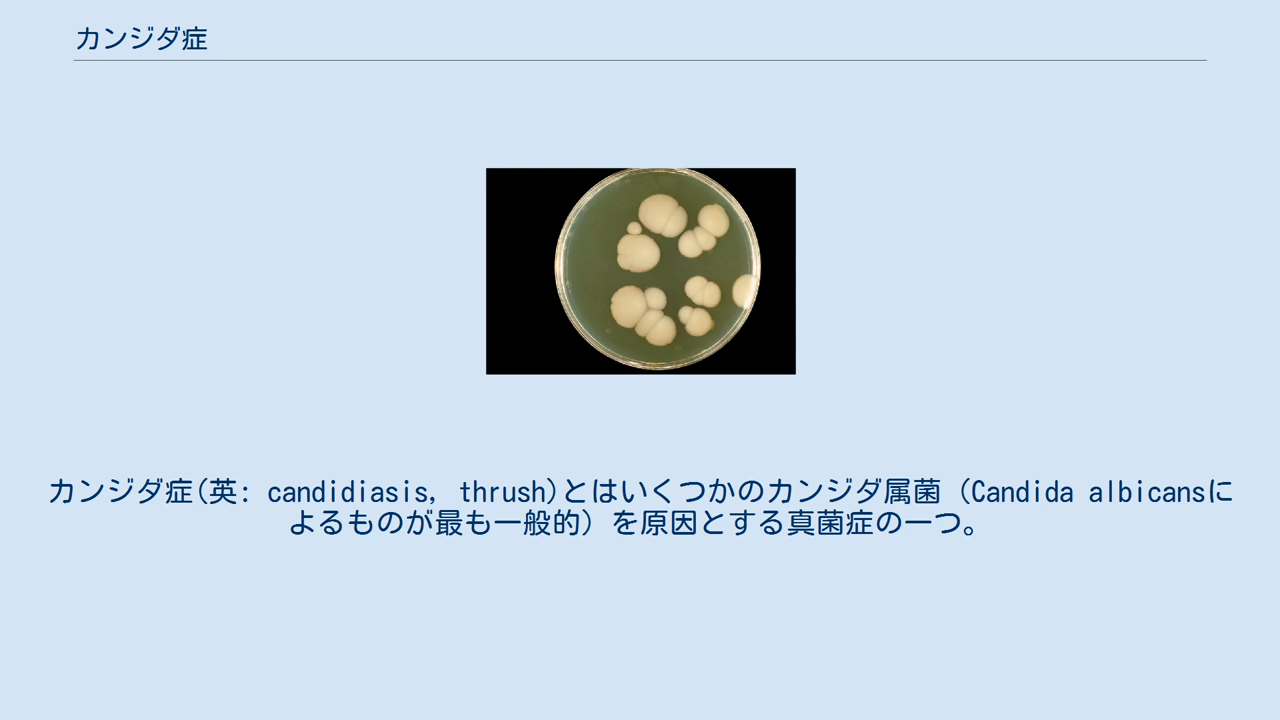 カンジダ症
カンジダ症(英: candidiasis, thrush)とはいくつかのカンジダ属菌（Candida albicansに
よるものが最も一般的）を原因とする真菌症の一つ。